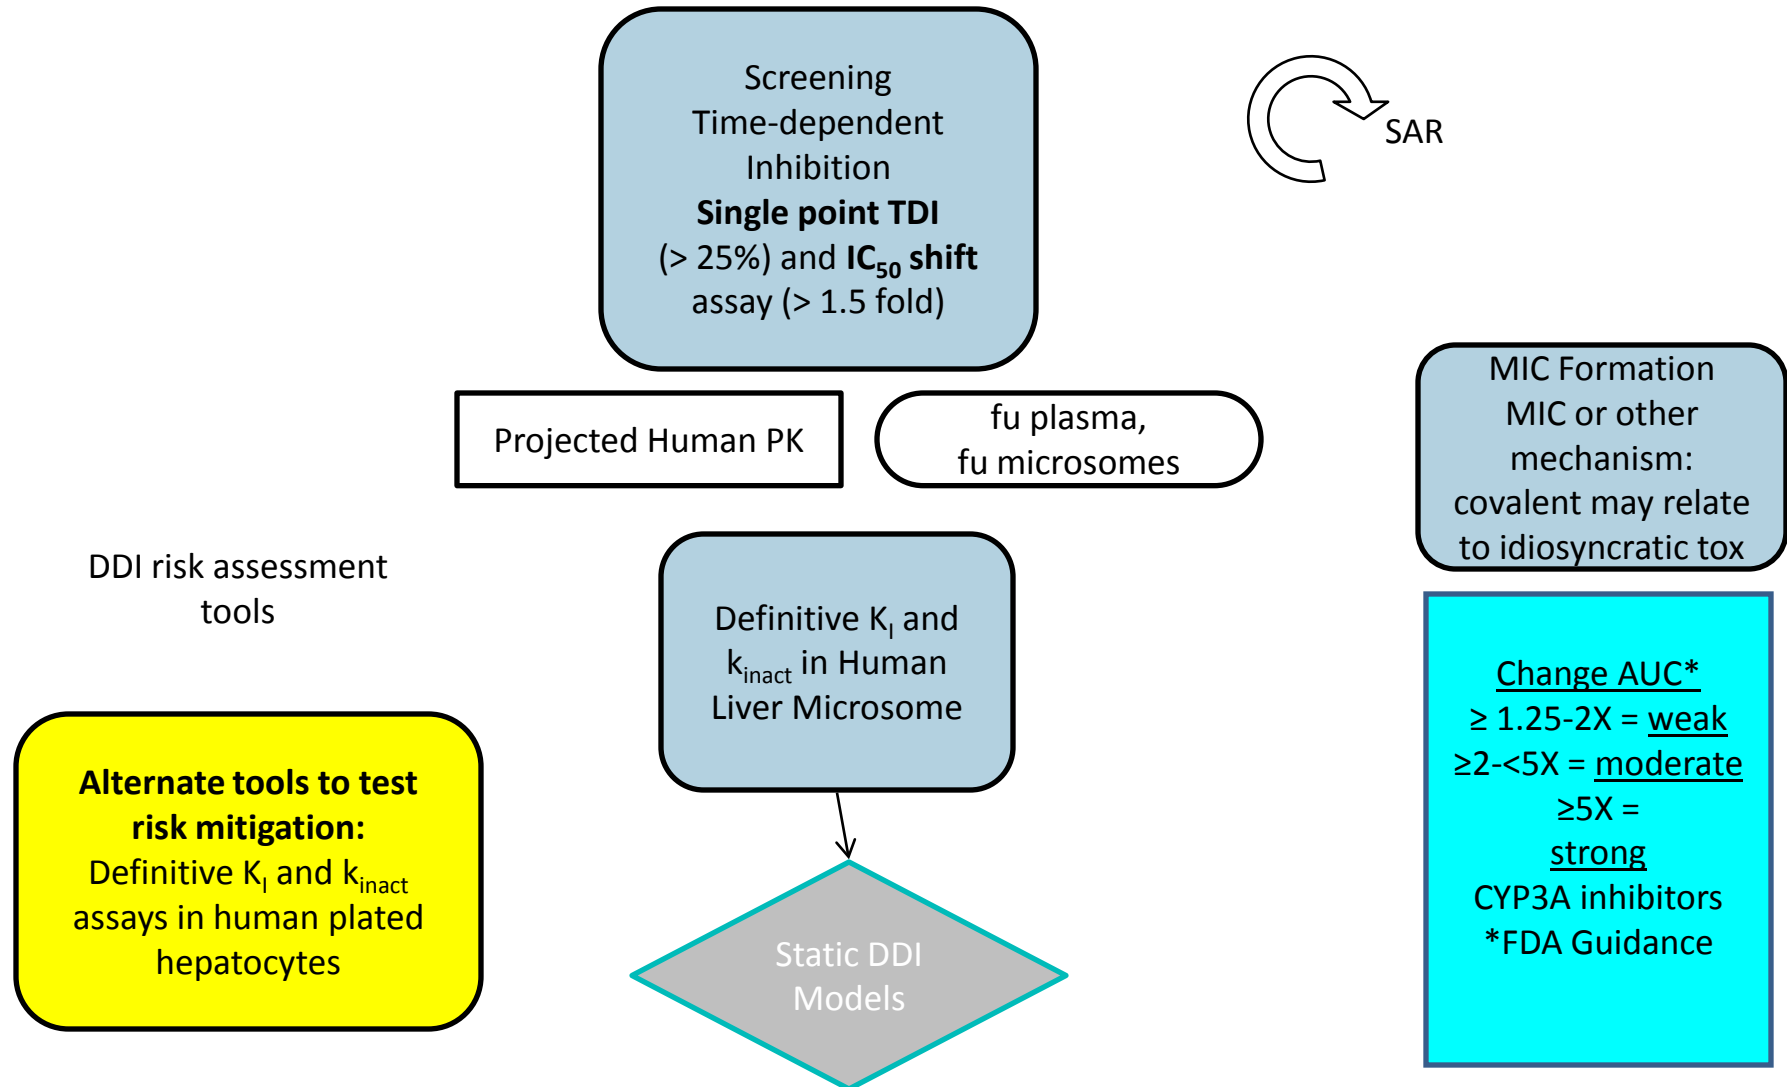 Screening
Time-dependent
Inhibition
Single point TDI
(> 25%) and IC50 shift
assay (> 1.5 fold)
SAR
Projected Human PK
fu plasma,
fu microsomes
MIC Formation
MIC or other
mechanism:
covalent may relate
to idiosyncratic tox
DDI risk assessment
tools
Definitive KI and
kinact in Human
Liver Microsome
Change AUC*
≥ 1.25-2X = weak
≥2-<5X = moderate
≥5X =
strong
CYP3A inhibitors
*FDA Guidance
Alternate tools to test
risk mitigation:
Definitive KI and kinact
assays in human plated
hepatocytes
Static DDI
Models